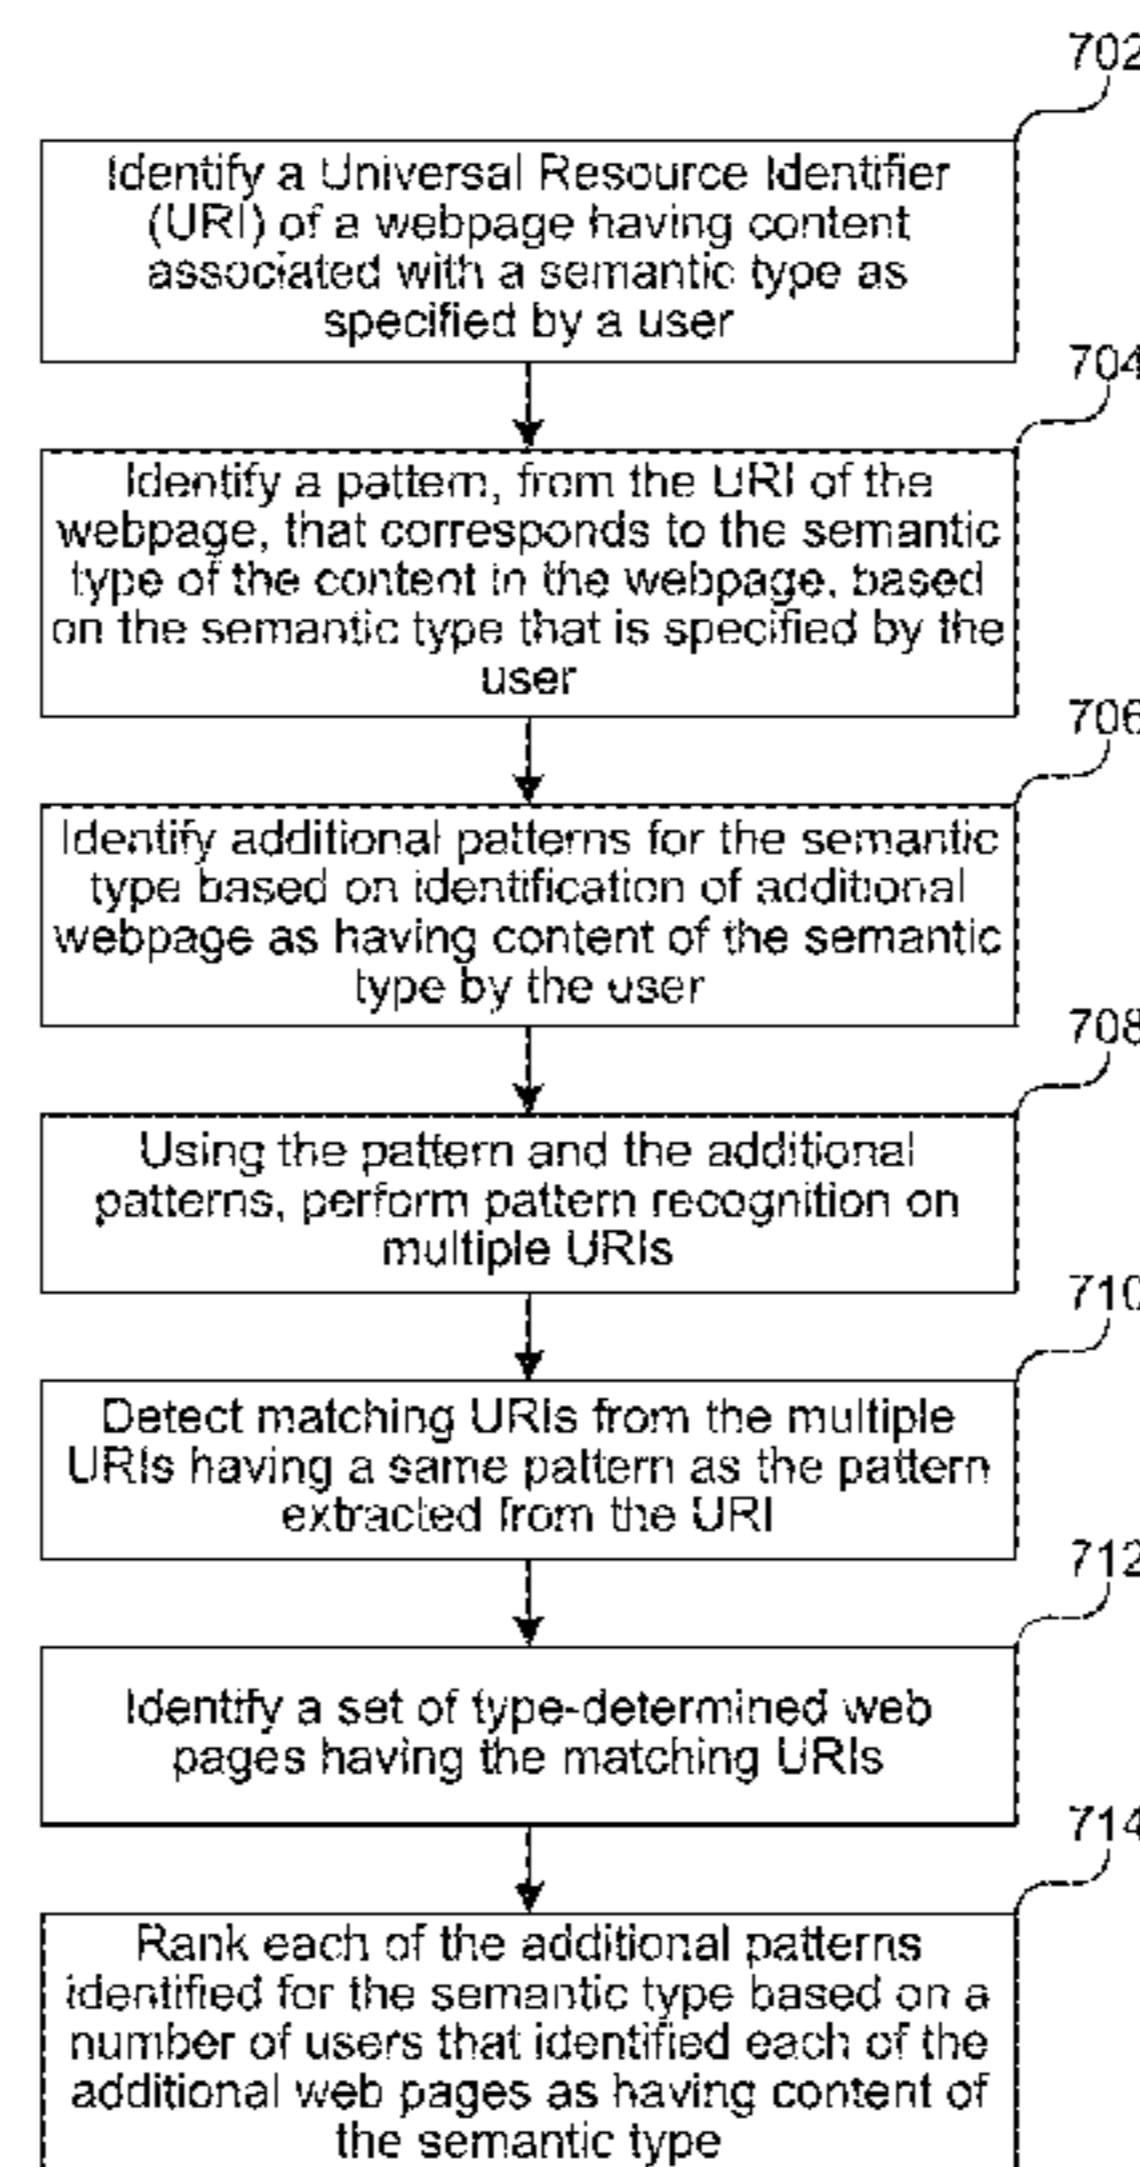 702
Identify a Universal Resource Identifier
(URI) of a webpage having content
associated with a semantic type as
specified by a user
704
Identify a pattern, from the URI of the
webpage, that corresponds to the semantic
type of the content in the webpage, based
on the semantic type that is specified by the
user
706
Identify additional patterns for the semantic
type based on identification of additional
webpage as having content of the semantic
type by the user
708
Using the pattern and the additional
patterns, perform pattern recognition on
multiple URIs
710
Detect matching URIs from the multiple
URIs having a same pattern as the pattern
extracted from the URI
712
Identify a set of type-determined web
pages having the matching URIs
714
Rank each of the additional patterns
identified for the semantic type based on a
number of users that identified each of the
additional web pages as having content of
the semantic type